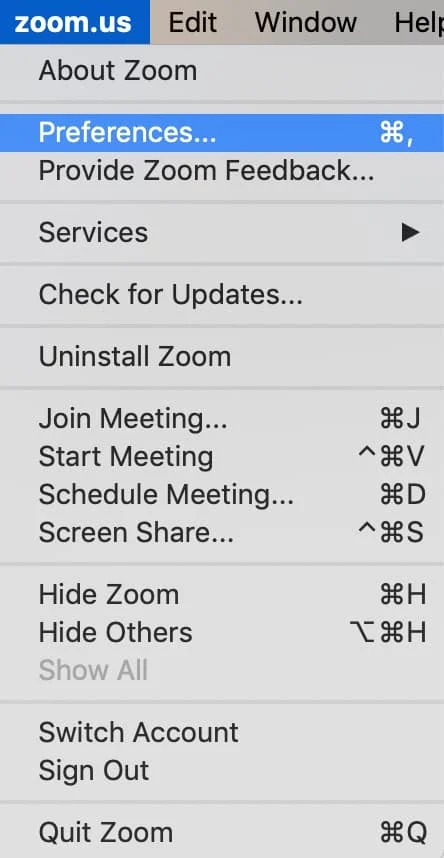 zoom.us Edit Window Help
About Zoom
Preferences... ⌘,
Provide Zoom Feedback...
Services ▶
Check for Updates...
Uninstall Zoom
Join Meeting... ⌘J
Start Meeting ^⌘V
Schedule Meeting... ⌘D
Screen Share... ^⌘S
Hide Zoom ⌘H
Hide Others ⌥⌘H
Show All
Switch Account
Sign Out
Quit Zoom ⌘Q